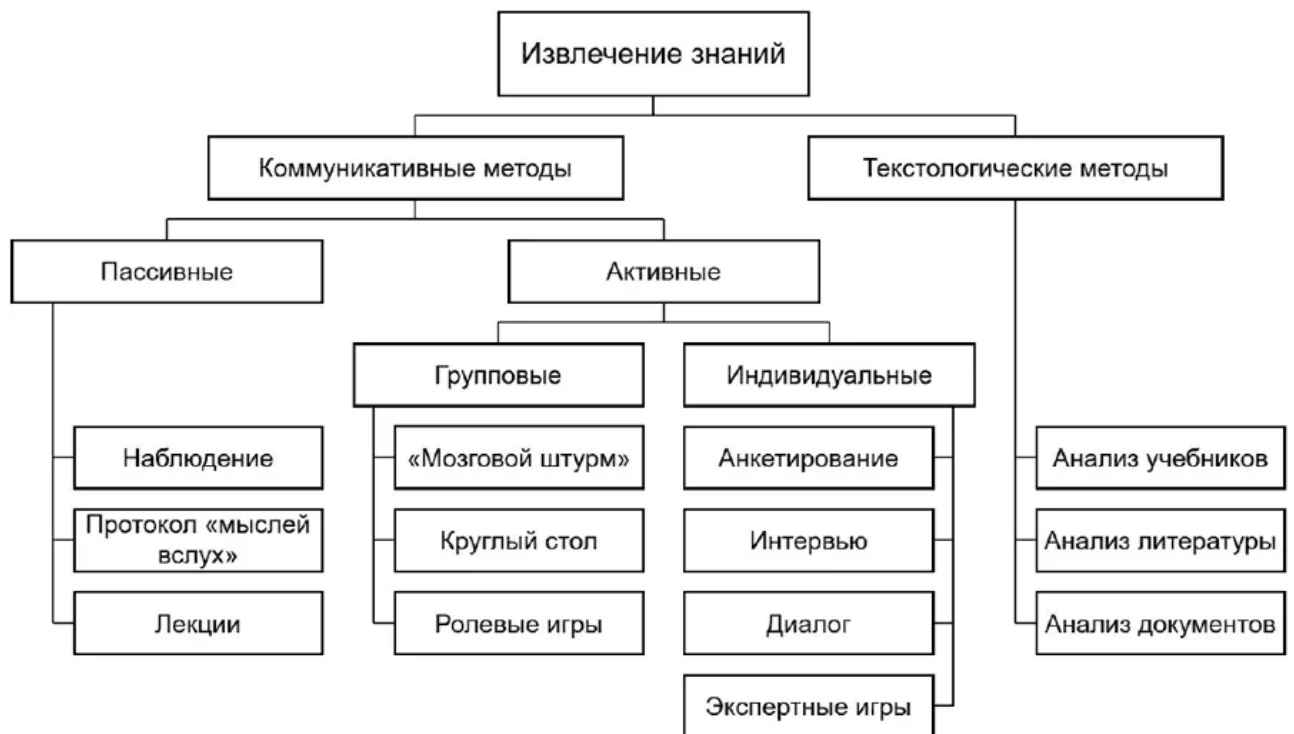 Извлечение знаний
Коммуникативные методы
Текстологические методы
Пассивные
Активные
Групповые
Индивидуальные
Наблюдение
«Мозговой штурм»
Анкетирование
Анализ учебников
Протокол «мыслей
вслух»
Круглый стол
Интервью
Анализ литературы
Лекции
Ролевые игры
Диалог
Анализ документов
Экспертные игры